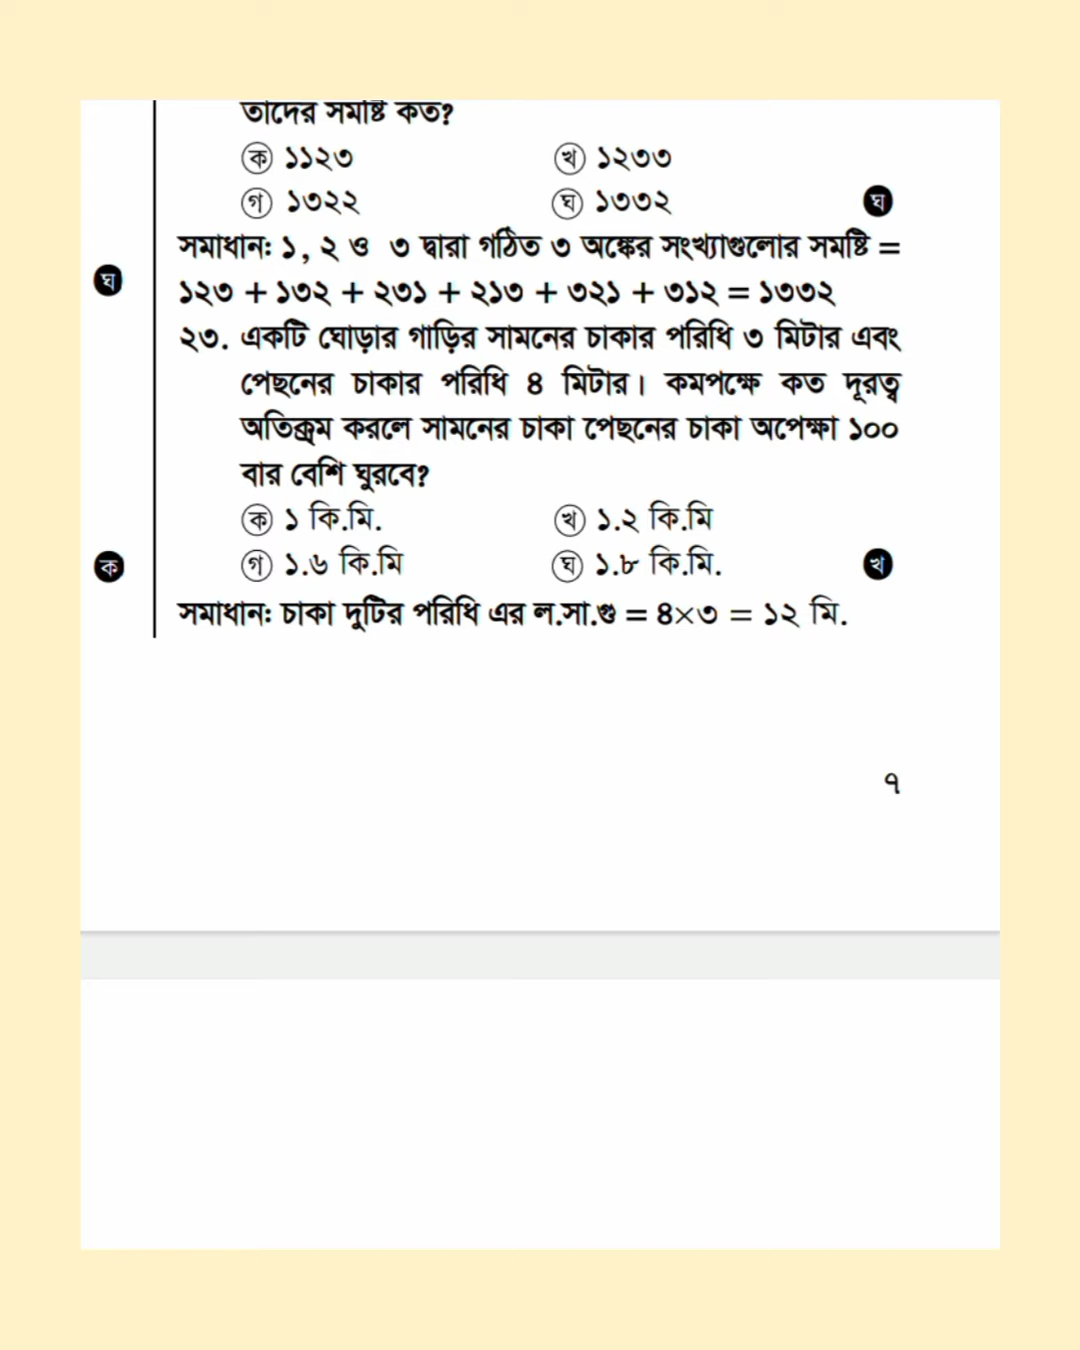 তাদের সমষ্টি কত?
ক ১১২৩ খ ১২৩৩
গ ১৩২২ ঘ ১৩৩২ ঘ
সমাধান: ১, ২ ও ৩ দ্বারা গঠিত ৩ অঙ্কের সংখ্যাগুলোর সমষ্টি =
ঘ
১২৩ + ১৩২ + ২৩১ + ২১৩ + ৩২১ + ৩১২ = ১৩৩২
২৩. একটি ঘোড়ার গাড়ির সামনের চাকার পরিধি ৩ মিটার এবং
পেছনের চাকার পরিধি ৪ মিটার। কমপক্ষে কত দূরত্ব
অতিক্রম করলে সামনের চাকা পেছনের চাকা অপেক্ষা ১০০
বার বেশি ঘুরবে?
ক ১ কি.মি. খ ১.২ কি.মি
ক
গ ১.৬ কি.মি ঘ ১.৮ কি.মি. খ
সমাধান: চাকা দুটির পরিধি এর ল.সা.গু = ৪×৩ = ১২ মি.
৭